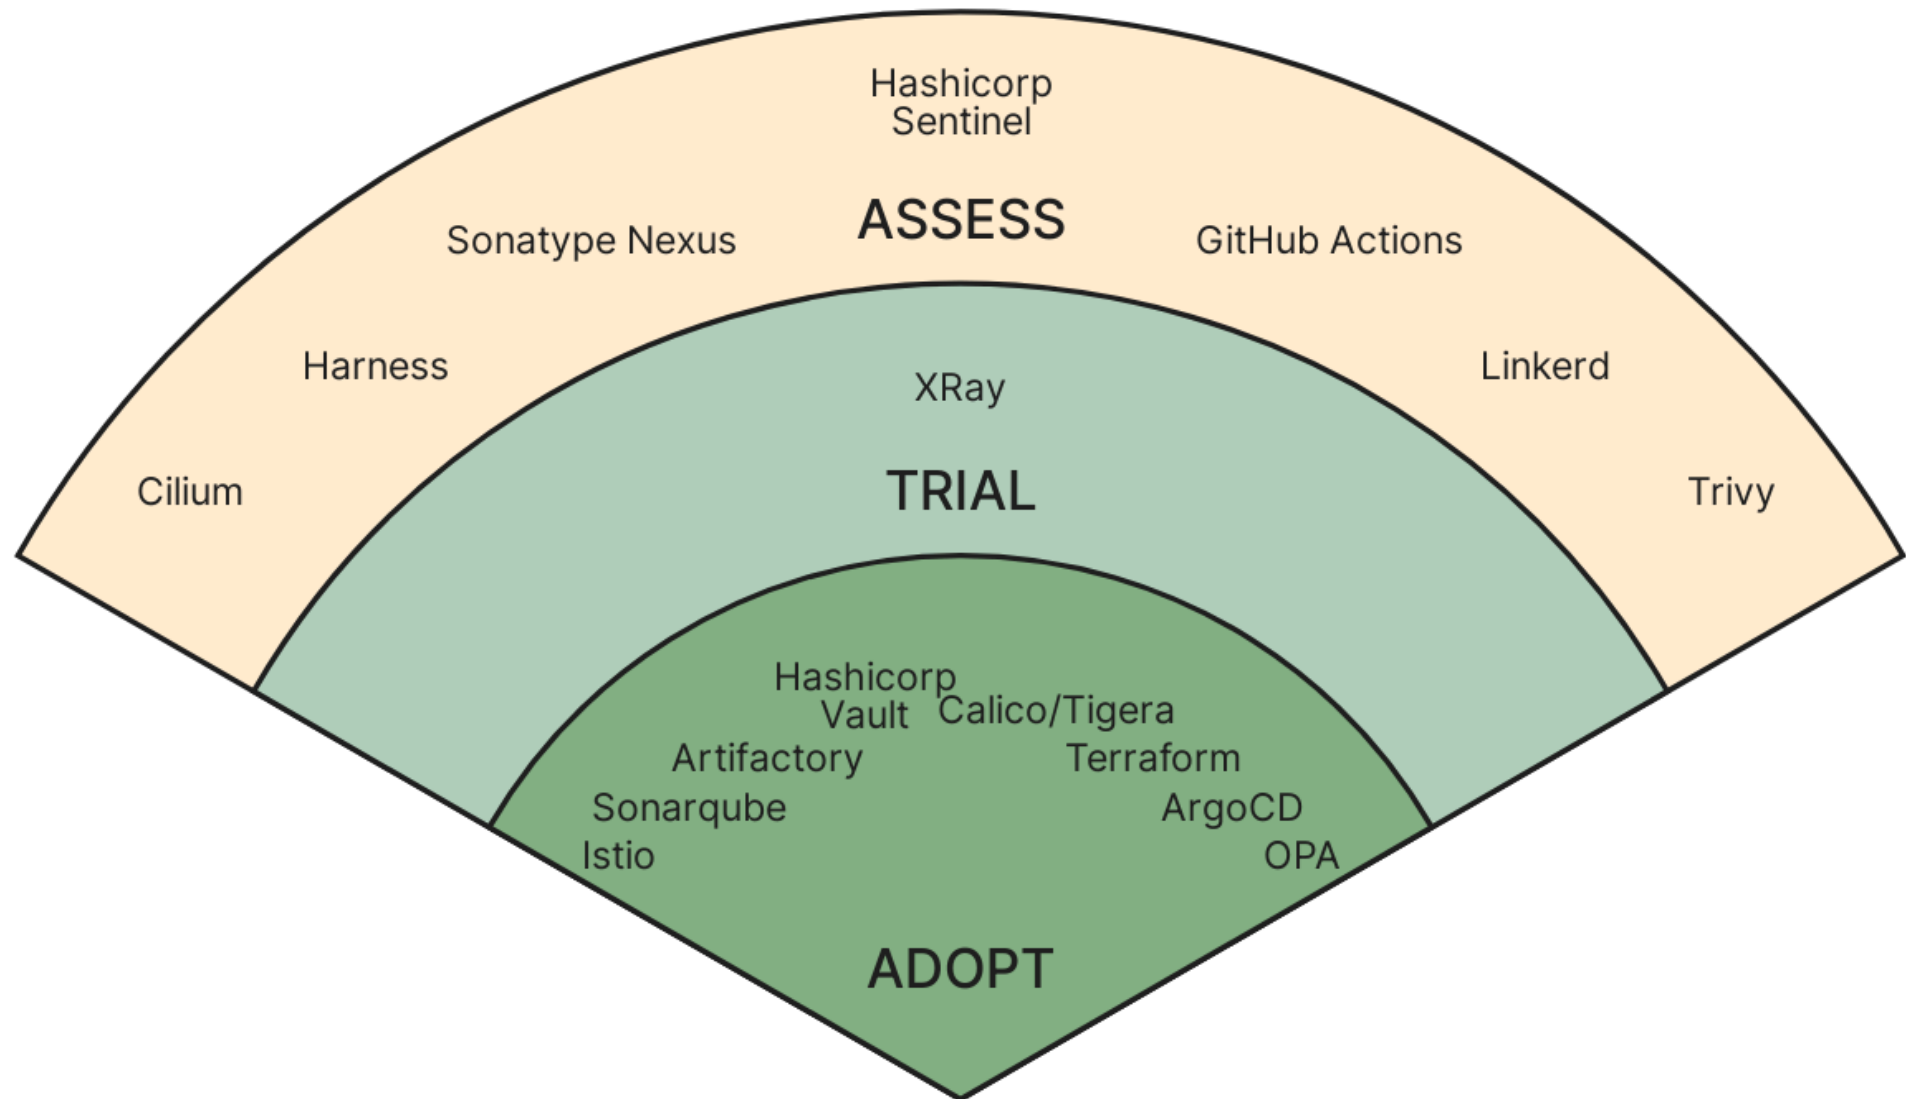 Hashicorp
Sentinel
ASSESS
Sonatype Nexus
GitHub Actions
Harness
Linkerd
Cilium
Trivy
XRay
TRIAL
Hashicorp
Vault
Calico/Tigera
Artifactory
Terraform
Sonarqube
ArgoCD
Istio
OPA
ADOPT